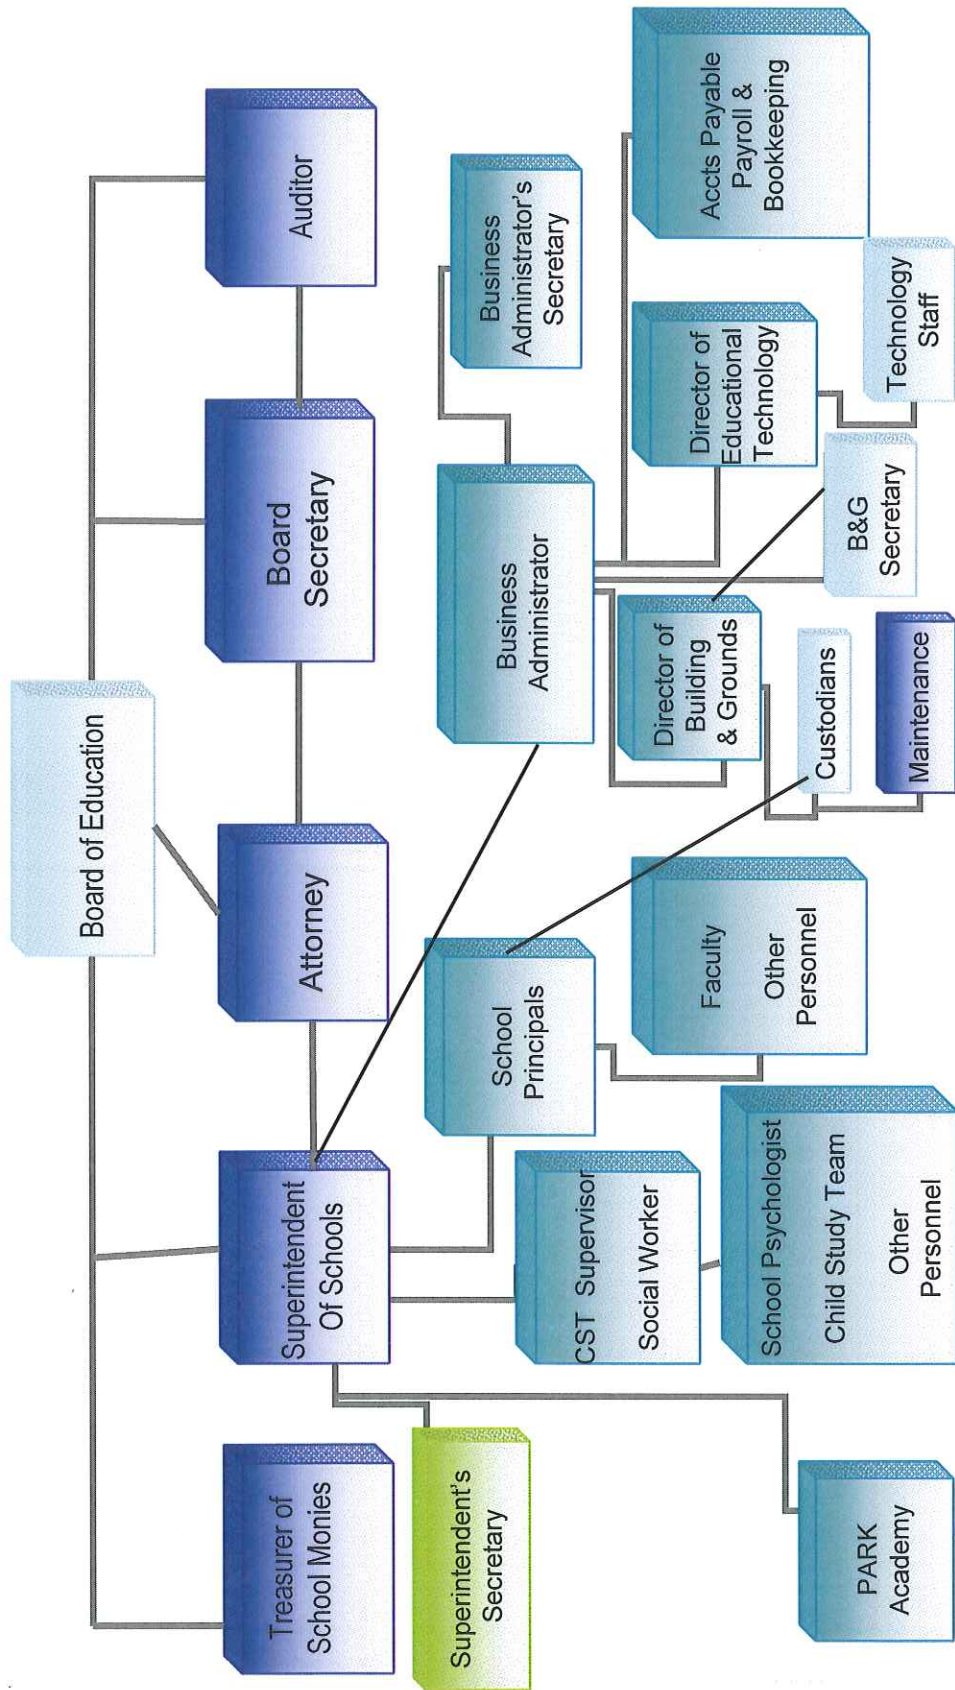 Board of Education
Treasurer of
School Monies
Superintendent
Of Schools
Attorney
Board
Secretary
Auditor
Superintendent's
Secretary
School
Principals
Business
Administrator
Business
Administrator's
Secretary
CST Supervisor
Social Worker
Director of
Building
& Grounds
Director of
Educational
Technology
Accts Payable
Payroll &
Bookkeeping
PARK
Academy
School Psychologist
Child Study Team
Other
Personnel
Faculty
Other
Personnel
Custodians
Maintenance
B&G
Secretary
Technology
Staff